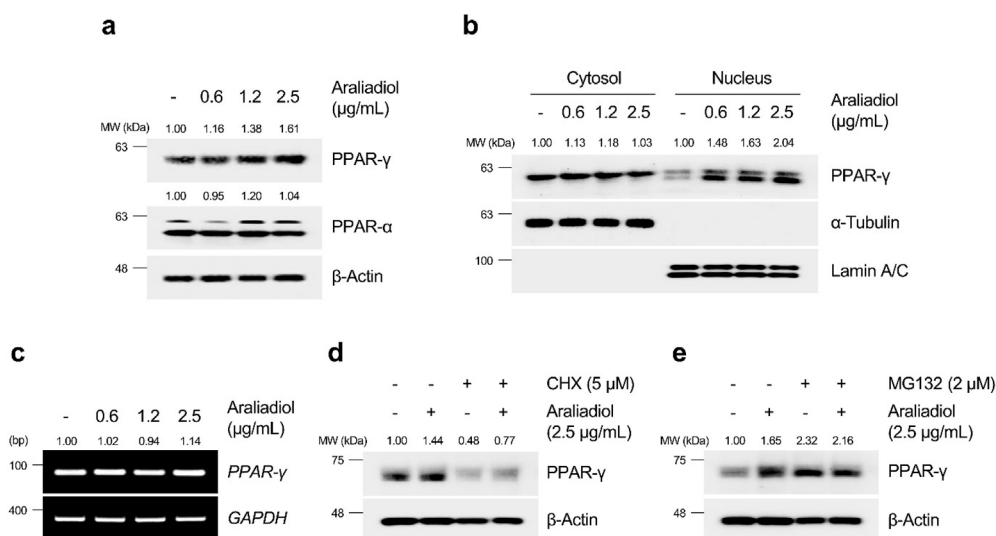 a
- 0.6 1.2 2.5 Araliadiol (μg/mL)
MW (kDa) 1.00 1.16 1.38 1.61
63 PPAR-γ
1.00 0.95 1.20 1.04
63 PPAR-α
48 β-Actin
b
Cytosol Nucleus
- 0.6 1.2 2.5 - 0.6 1.2 2.5 Araliadiol (μg/mL)
MW (kDa) 1.00 1.13 1.18 1.03 1.00 1.48 1.63 2.04
63 PPAR-γ
63 α-Tubulin
100 Lamin A/C
c
- 0.6 1.2 2.5 Araliadiol (μg/mL)
(bp) 1.00 1.02 0.94 1.14
100 PPAR-γ
400 GAPDH
d
- - + + CHX (5 μM)
- + - + Araliadiol (2.5 μg/mL)
MW (kDa) 1.00 1.44 0.48 0.77
75 PPAR-γ
48 β-Actin
e
- - + + MG132 (2 μM)
- + - + Araliadiol (2.5 μg/mL)
MW (kDa) 1.00 1.65 2.32 2.16
75 PPAR-γ
48 β-Actin